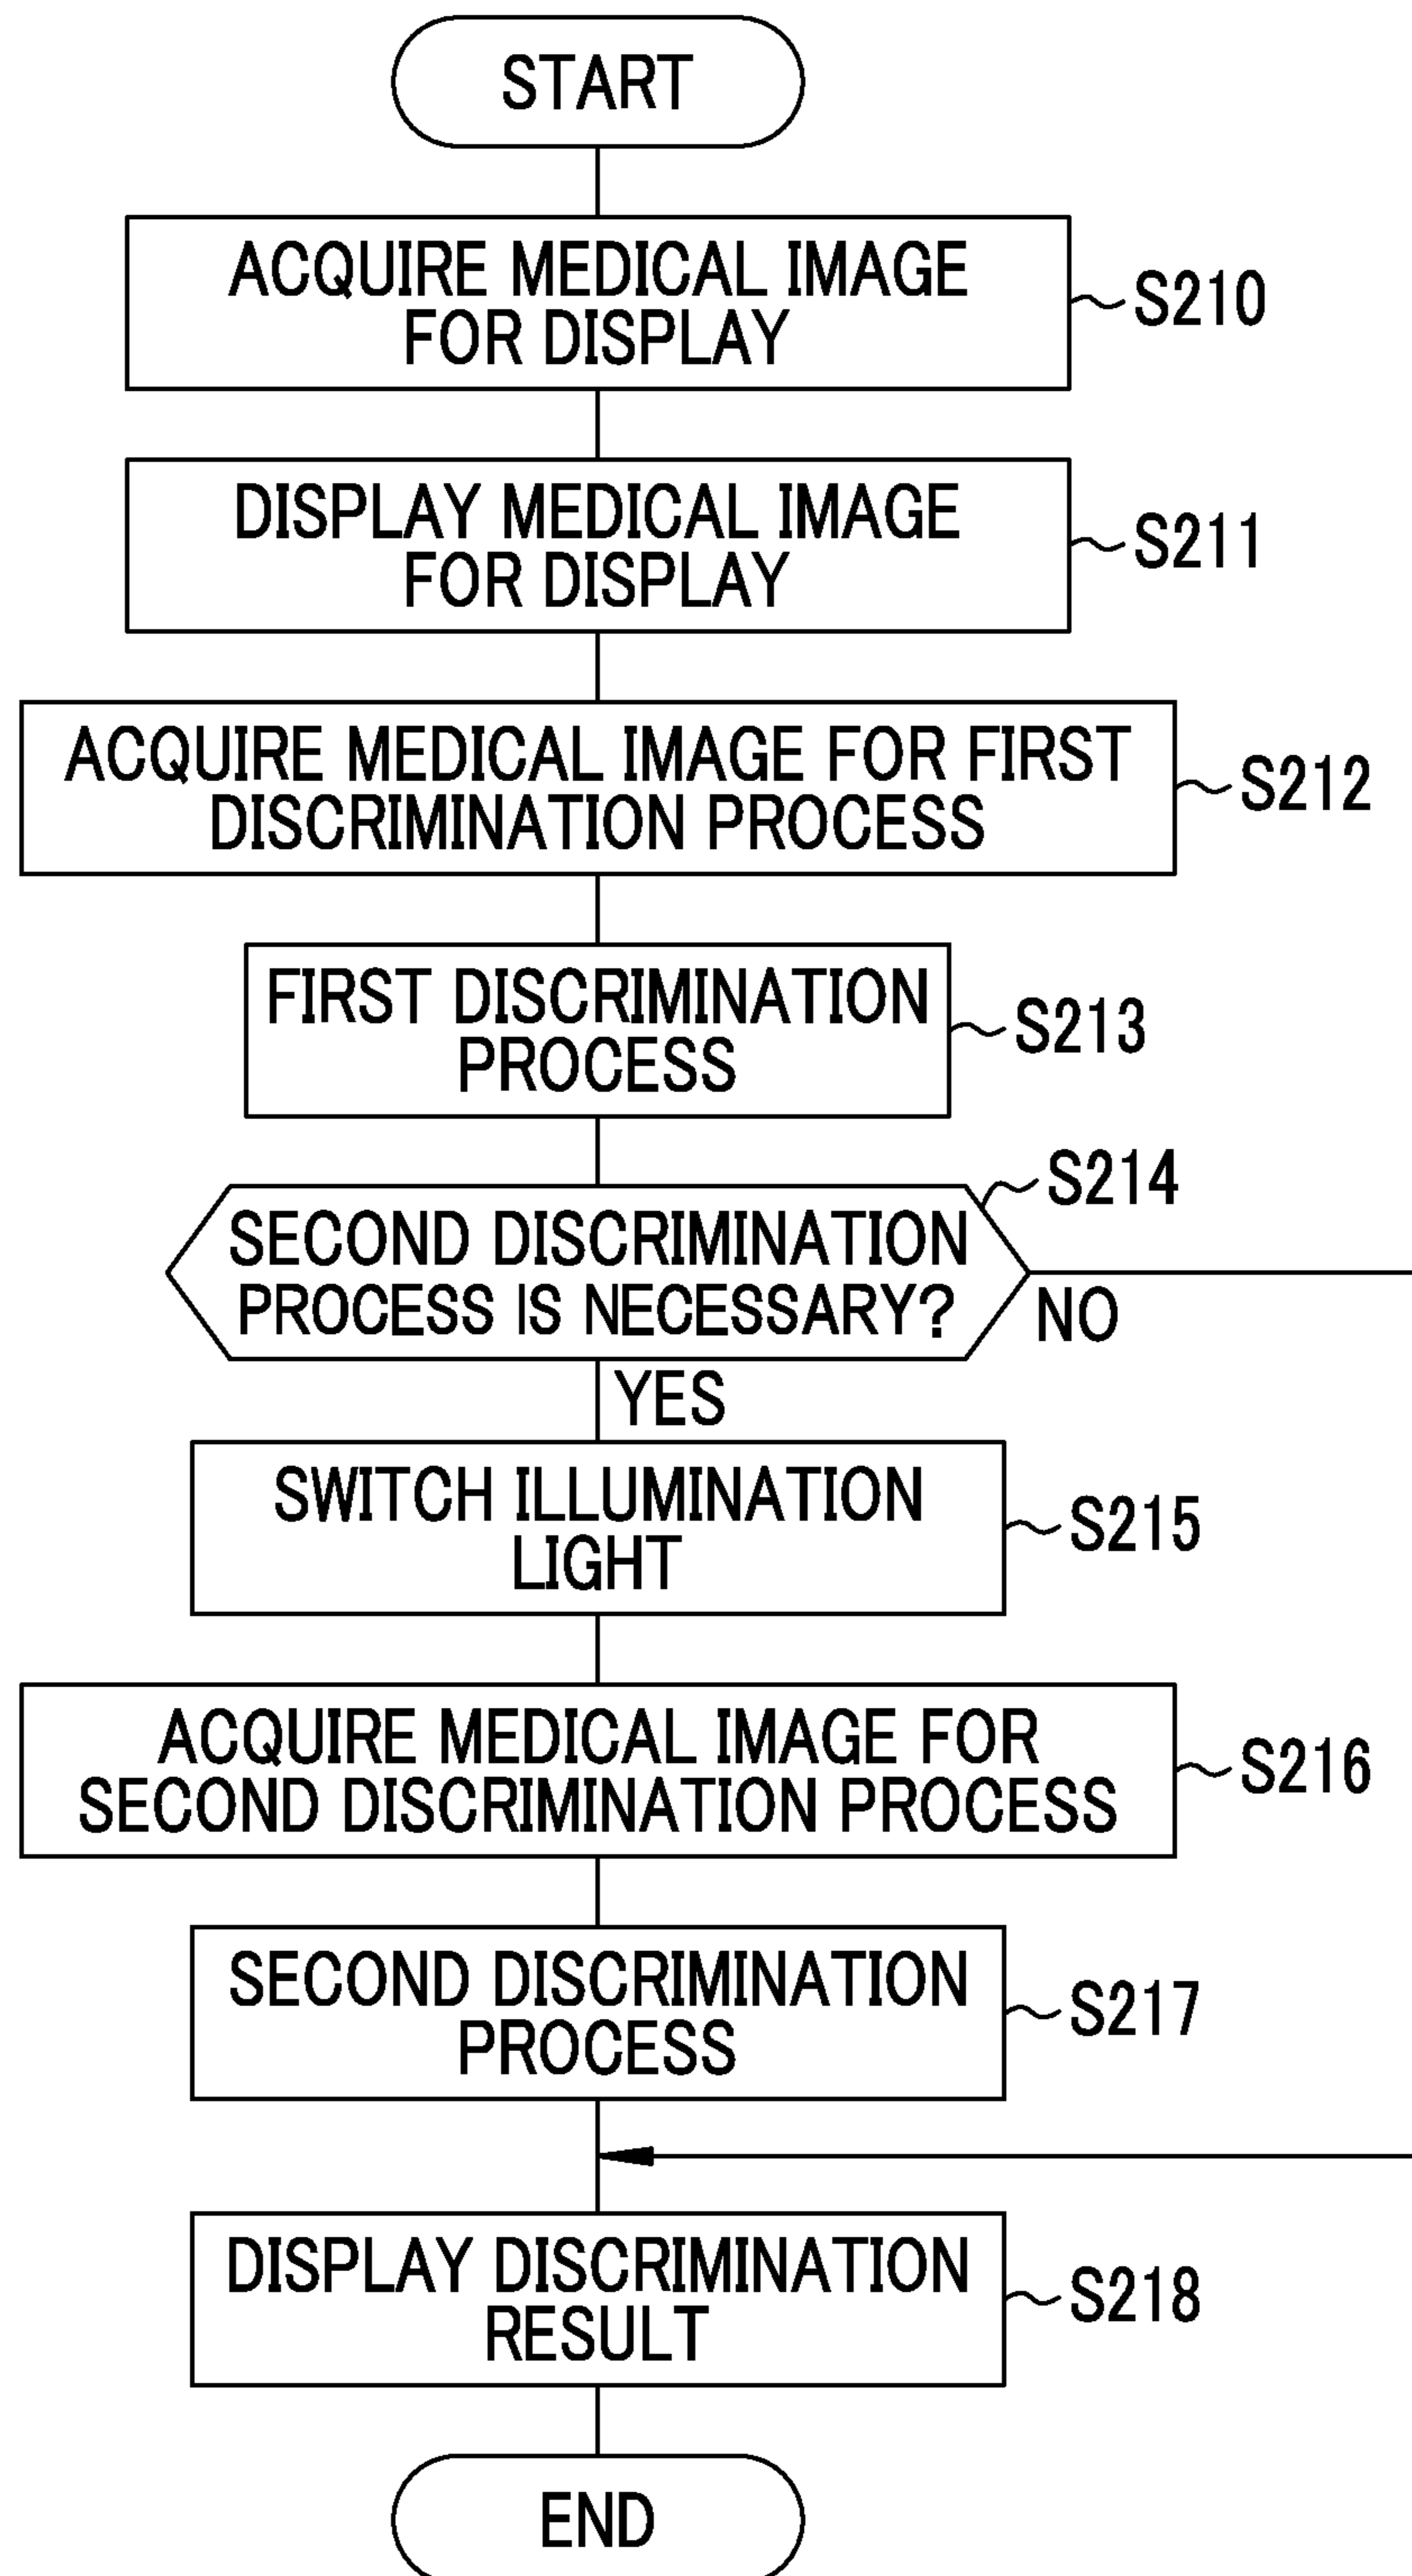 START
ACQUIRE MEDICAL IMAGE
FOR DISPLAY
S210
DISPLAY MEDICAL IMAGE
FOR DISPLAY
S211
ACQUIRE MEDICAL IMAGE FOR FIRST
DISCRIMINATION PROCESS
S212
FIRST DISCRIMINATION
PROCESS
S213
SECOND DISCRIMINATION
PROCESS IS NECESSARY?
S214
NO
YES
SWITCH ILLUMINATION
LIGHT
S215
ACQUIRE MEDICAL IMAGE FOR
SECOND DISCRIMINATION PROCESS
S216
SECOND DISCRIMINATION
PROCESS
S217
DISPLAY DISCRIMINATION
RESULT
S218
END